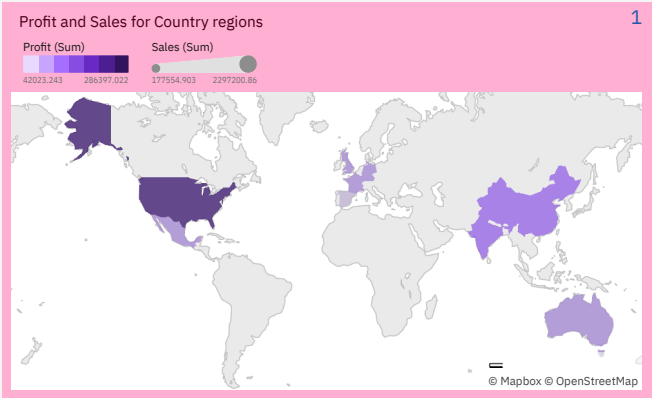 Profit and Sales for Country regions
1
Profit (Sum)
Sales (Sum)
42023.243
286397.022
177554.903
2297200.86
© Mapbox © OpenStreetMap